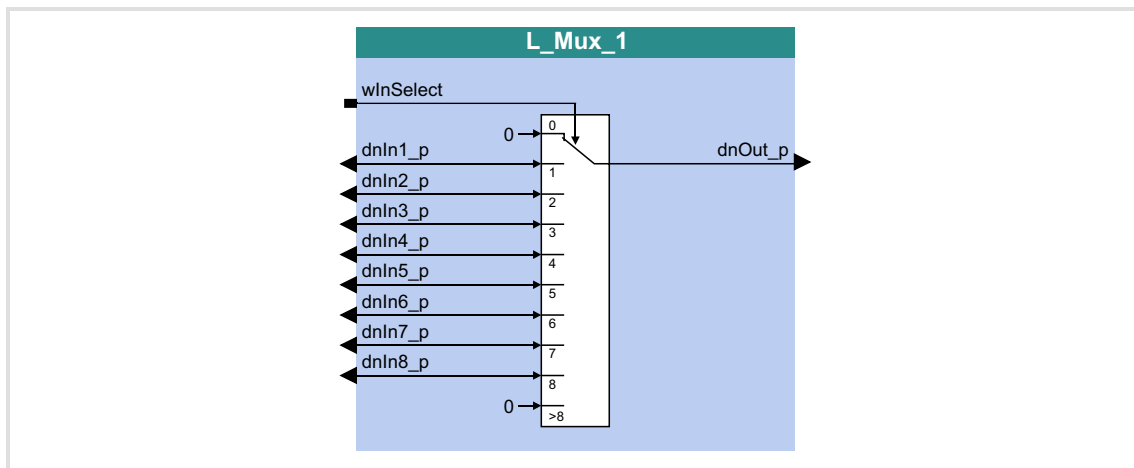 L_Mux_1
wInSelect
0
0
dnIn1_p
dnOut_p
1
dnIn2_p
2
dnIn3_p
3
dnIn4_p
4
dnIn5_p
5
dnIn6_p
6
dnIn7_p
7
dnIn8_p
8
0
>8